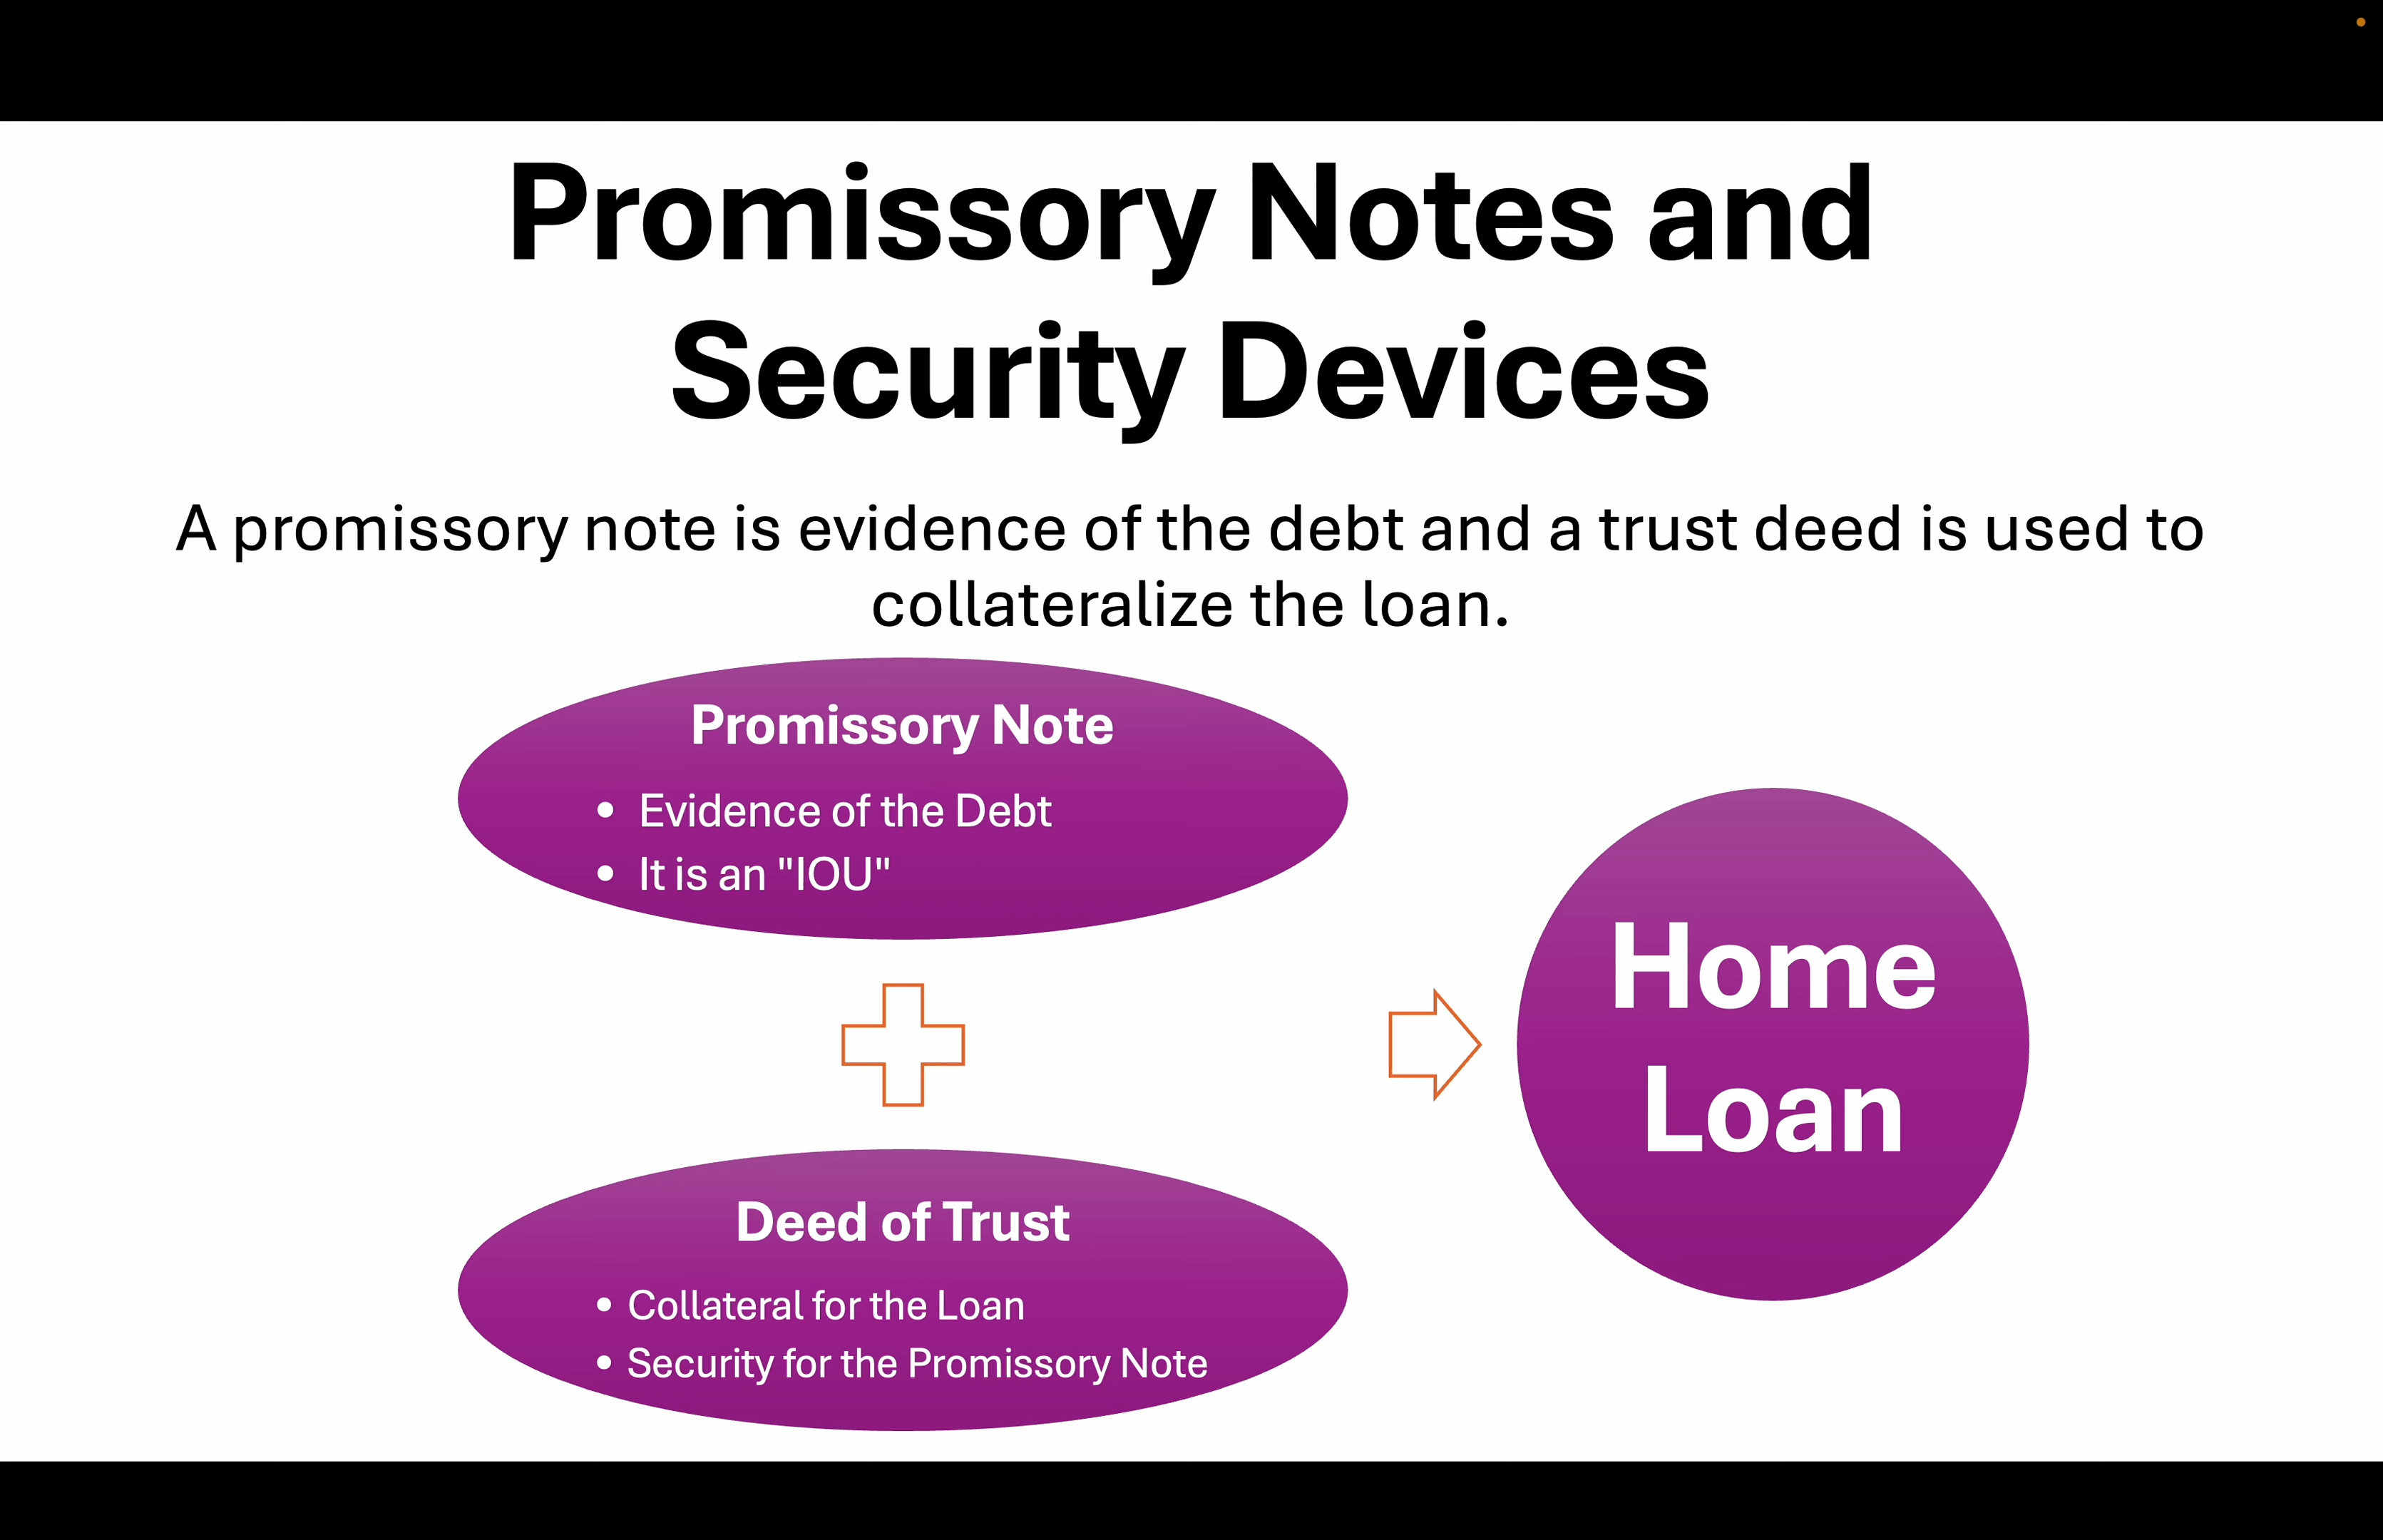 Promissory Notes and
Security Devices
A promissory note is evidence of the debt and a trust deed is used to
collateralize the loan.
Promissory Note
• Evidence of the Debt
• It is an "IOU"
Deed of Trust
• Collateral for the Loan
• Security for the Promissory Note
Home
Loan